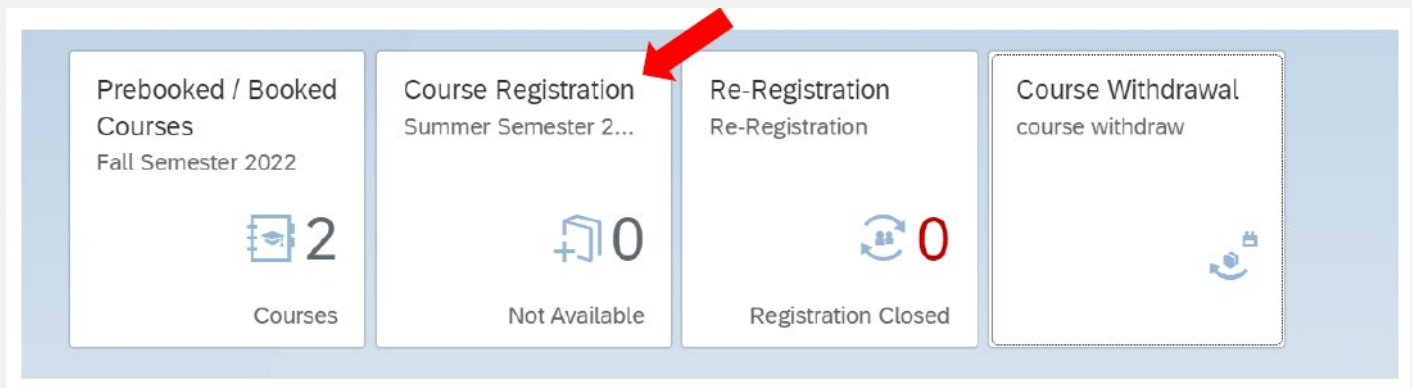 Prebooked / Booked
Courses
Fall Semester 2022
2
Courses
Course Registration
Summer Semester 2...
0
Not Available
Re-Registration
Re-Registration
0
Registration Closed
Course Withdrawal
course withdraw